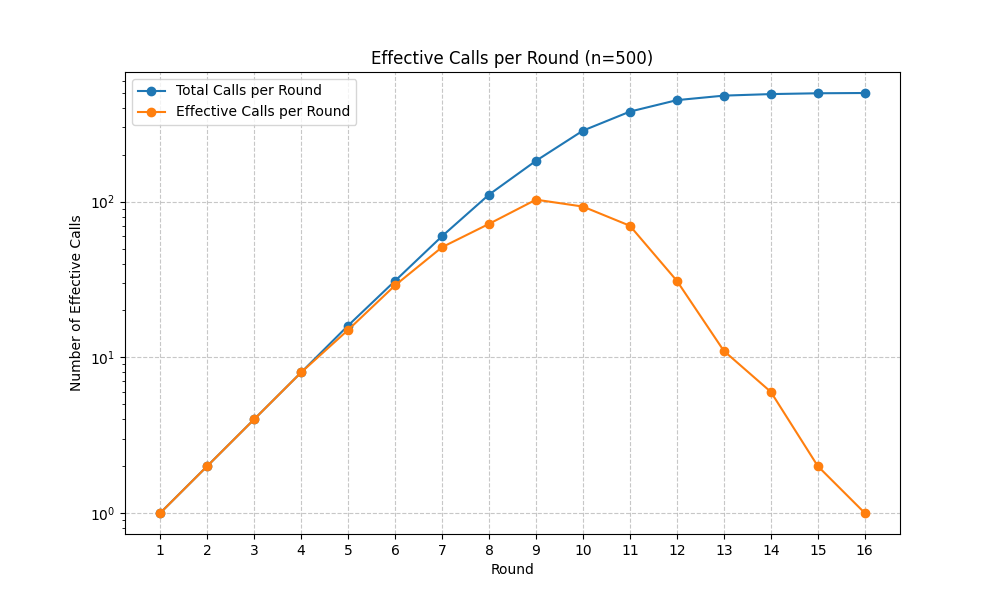 Effective Calls per Round (n=500)
Total Calls per Round
Effective Calls per Round
Number of Effective Calls
10²
10¹
10⁰
1 2 3 4 5 6 7 8 9 10 11 12 13 14 15 16
Round